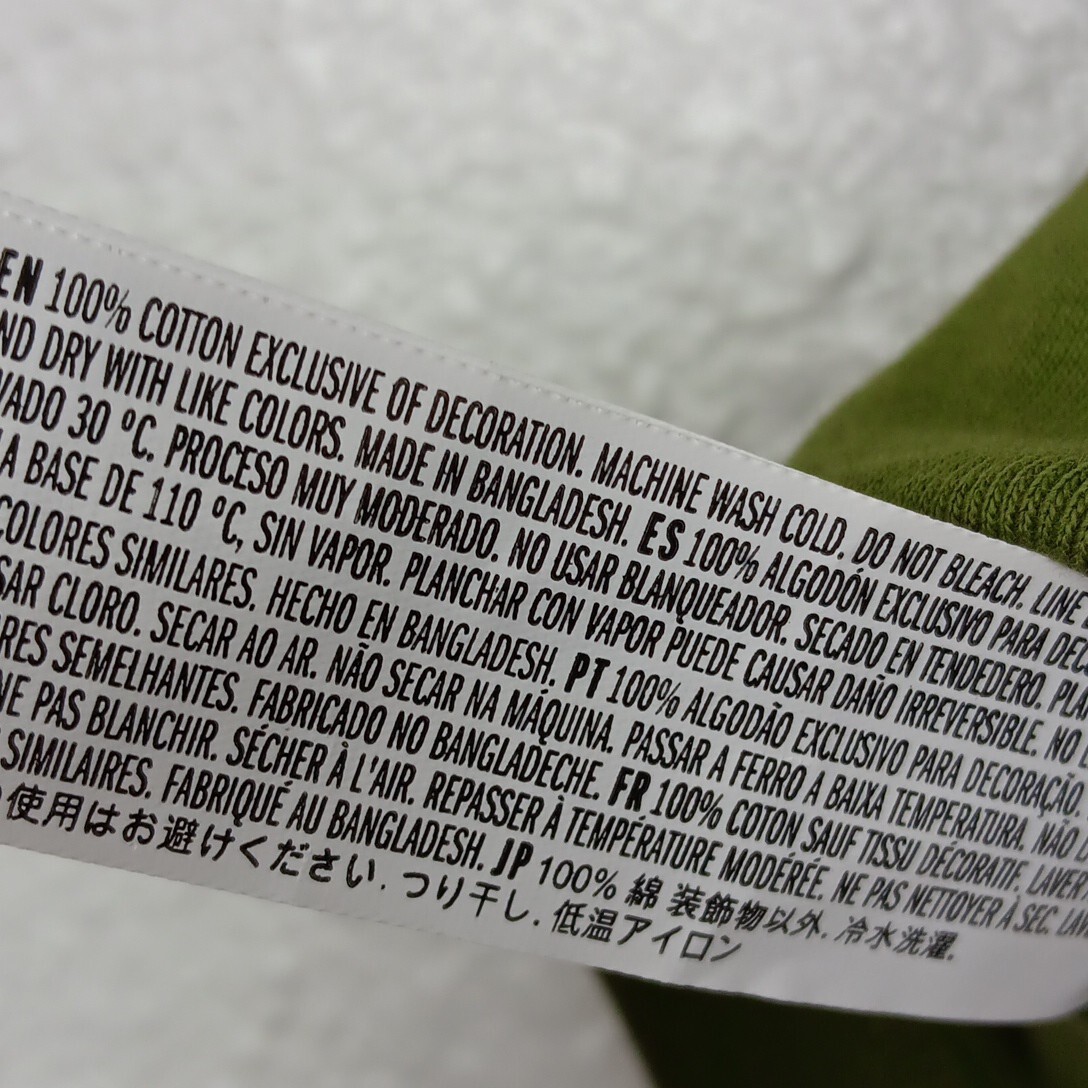 EN 100% COTTON EXCLUSIVE OF DECORATION. MACHINE WASH COLD. DO NOT BLEACH. LINE
ND DRY WITH LIKE COLORS. MADE IN BANGLADESH. ES 100% ALGODÓN EXCLUSIVO PARA DEC
VADO 30 °C. PROCESO MUY MODERADO. NO USAR BLANQUEADOR. SECADO EN TENDEDERO. PLA
A BASE DE 110 °C, SIN VAPOR. PLANCHAR CON VAPOR PUEDE CAUSAR DAÑO IRREVERSIBLE. NO
COLORES SIMILARES. HECHO EN BANGLADESH. PT 100% ALGODÃO EXCLUSIVO PARA DECORAÇÃO.
SAR CLORO. SECAR AO AR. NÃO SECAR NA MÁQUINA. PASSAR A FERRO A BAIXA TEMPERATURA. NÃO
RES SEMELHANTES. FABRICADO NO BANGLADECHE. FR 100% COTON SAUF TISSU DÉCORATIF. LAVER
NE PAS BLANCHIR. SÉCHER À L'AIR. REPASSER À TEMPÉRATURE MODÉRÉE. NE PAS NETTOYER À SEC. LAV
SIMILAIRES. FABRIQUÉ AU BANGLADESH. JP 100% 綿 装飾物以外. 冷水洗濯.
使用はお避けください. つり干し. 低温アイロン